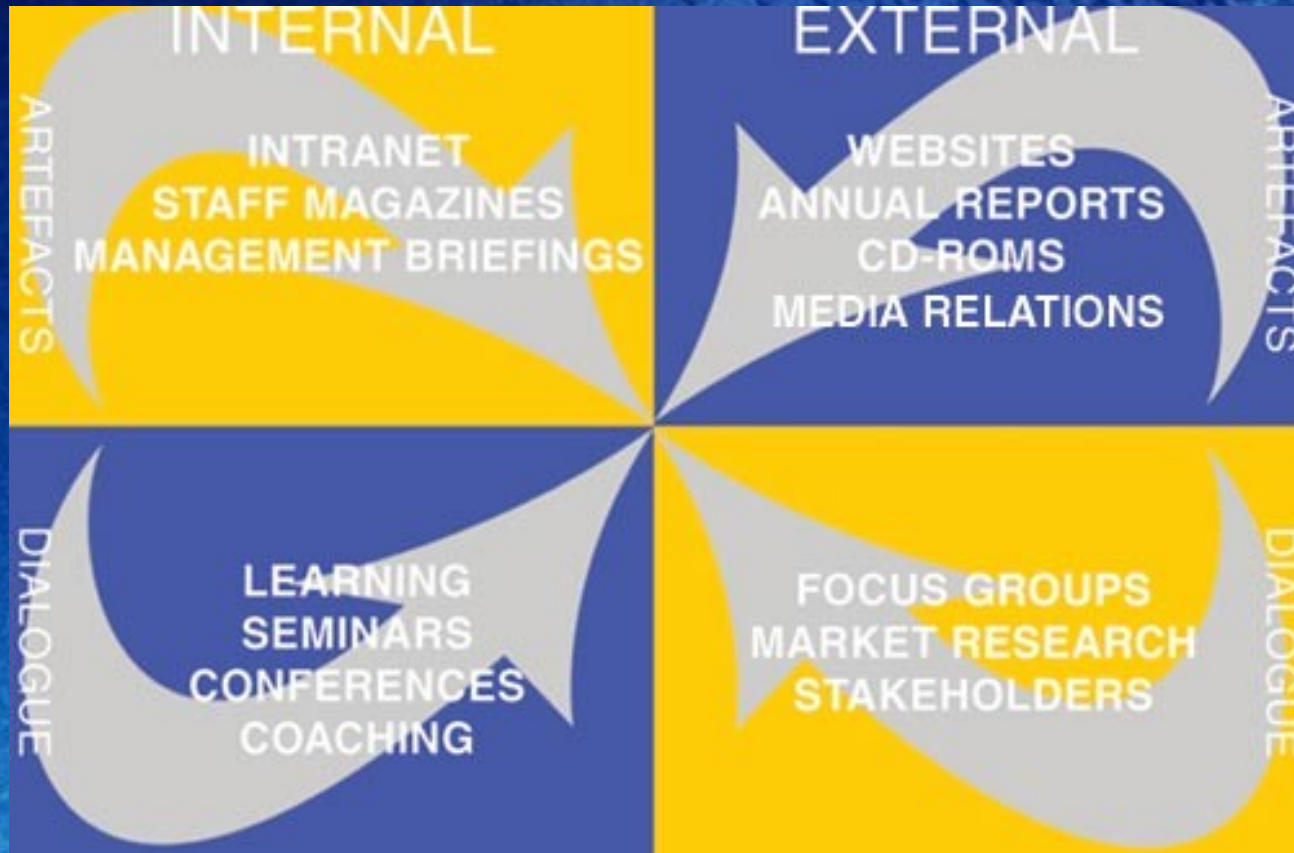 INTERNAL
EXTERNAL
ARTEFACTS
INTRANET
STAFF MAGAZINES
MANAGEMENT BRIEFINGS
WEBSITES
ANNUAL REPORTS
CD-ROMS
MEDIA RELATIONS
ARTEFACTS
DIALOGUE
LEARNING
SEMINARS
CONFERENCES
COACHING
FOCUS GROUPS
MARKET RESEARCH
STAKEHOLDERS
DIALOGUE